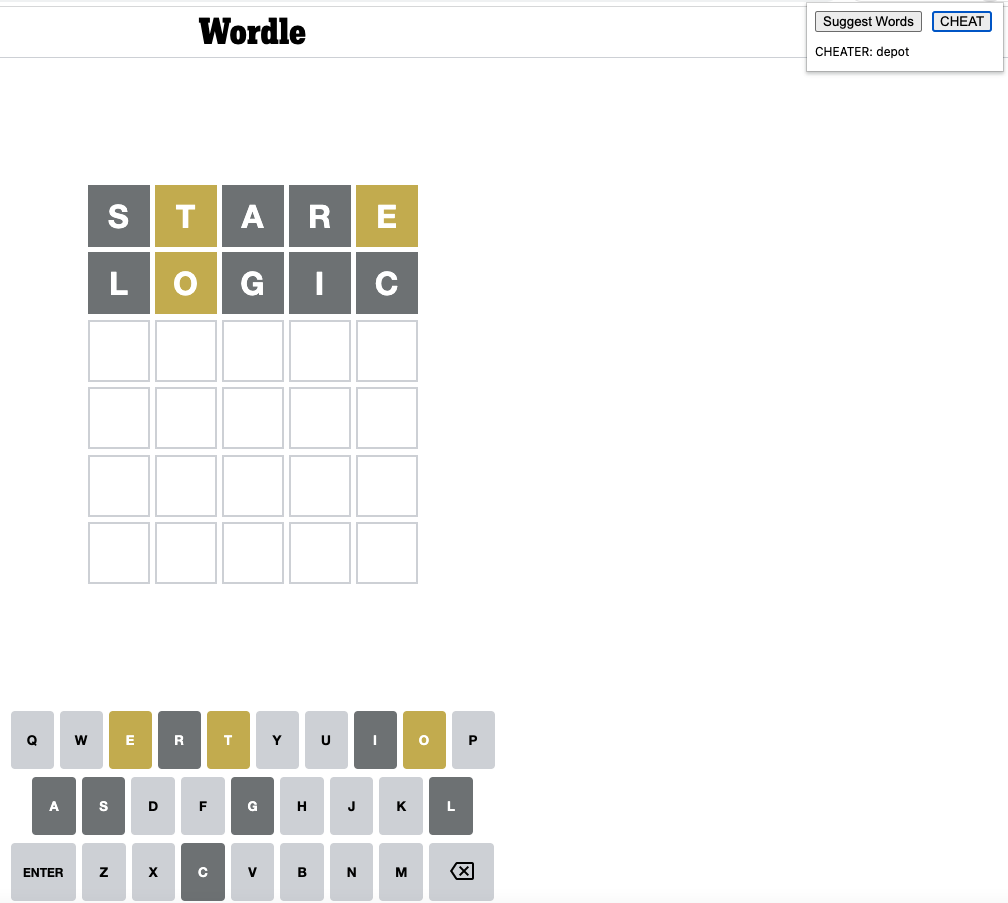 Wordle
Suggest Words CHEAT
CHEATER: depot
S T A R E
L O G I C
Q W E R T Y U I O P
A S D F G H J K L
ENTER Z X C V B N M